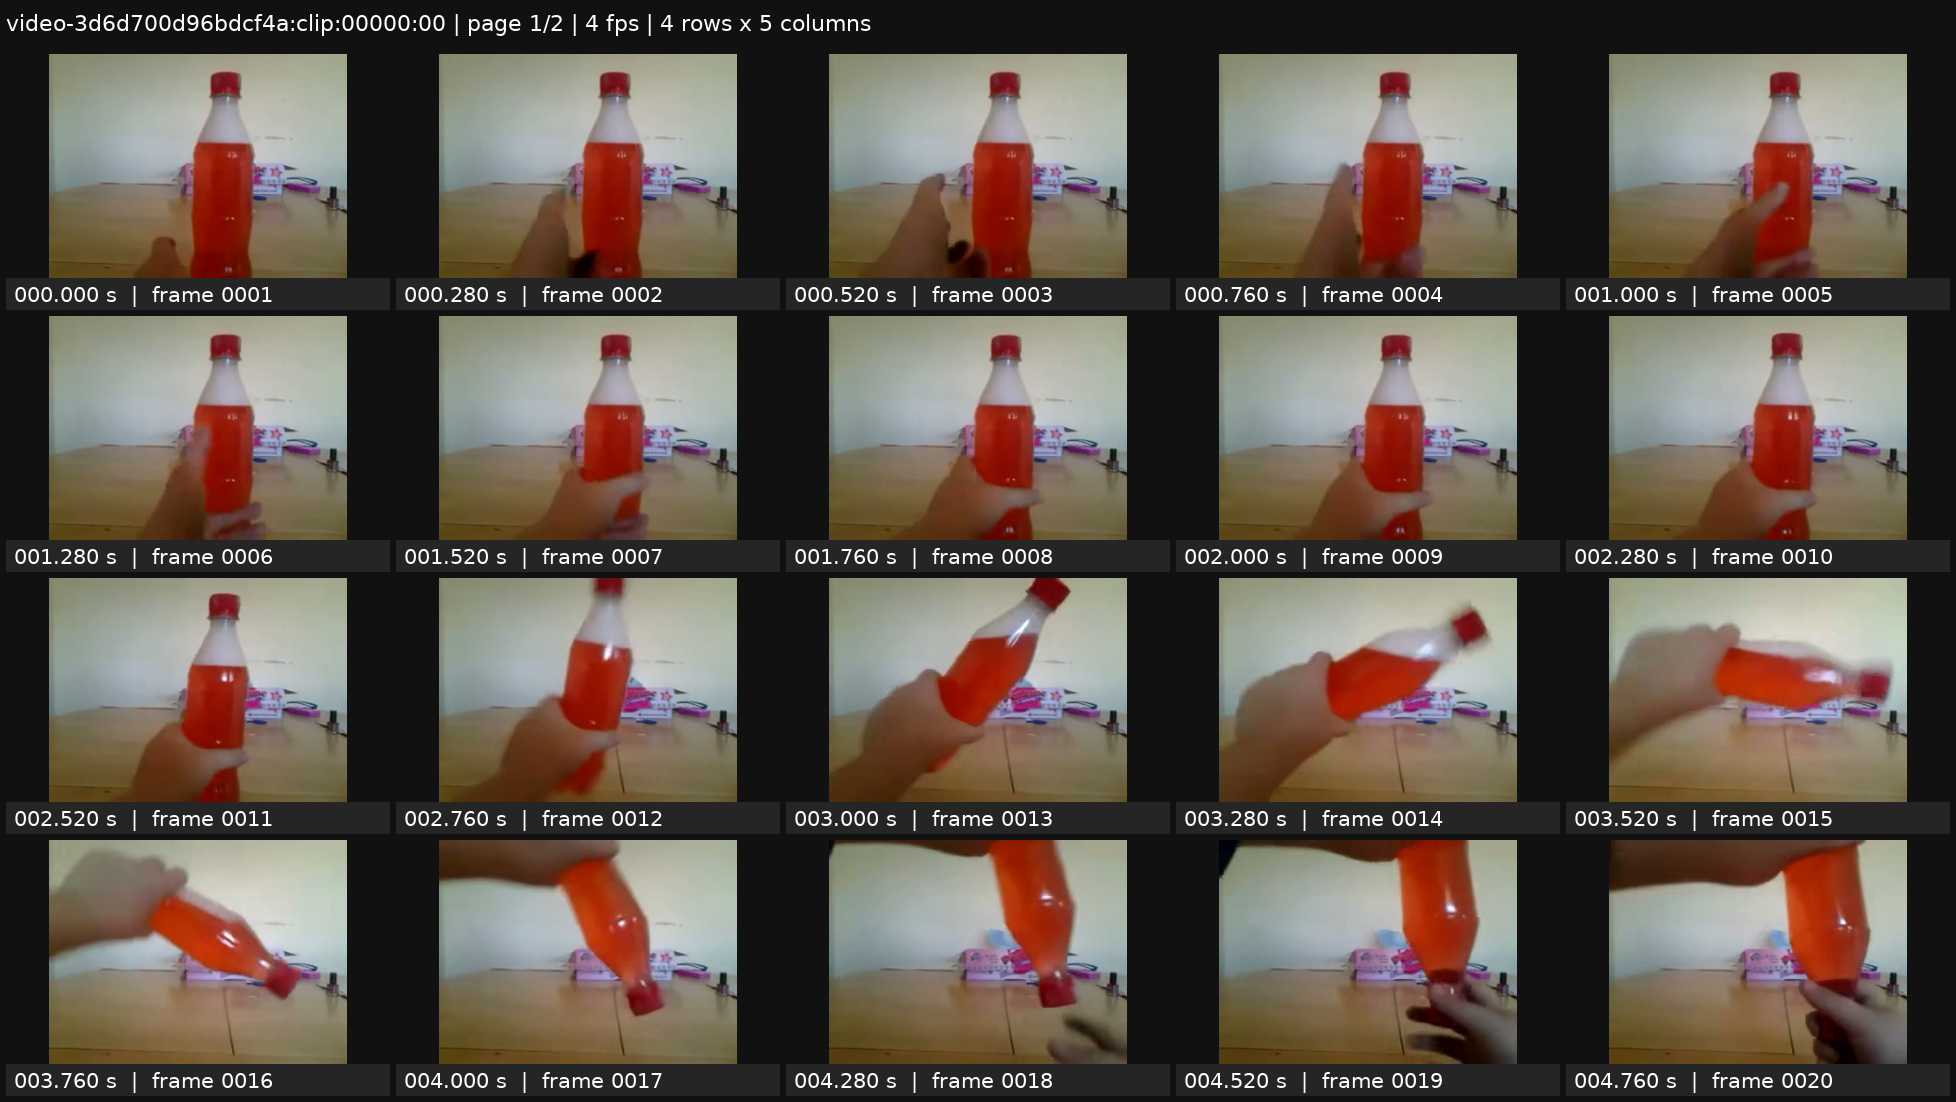 video-3d6d700d96bdcf4a:clip:00000:00 | page 1/2 | 4 fps | 4 rows x 5 columns
000.000 s | frame 0001
000.280 s | frame 0002
000.520 s | frame 0003
000.760 s | frame 0004
001.000 s | frame 0005
001.280 s | frame 0006
001.520 s | frame 0007
001.760 s | frame 0008
002.000 s | frame 0009
002.280 s | frame 0010
002.520 s | frame 0011
002.760 s | frame 0012
003.000 s | frame 0013
003.280 s | frame 0014
003.520 s | frame 0015
003.760 s | frame 0016
004.000 s | frame 0017
004.280 s | frame 0018
004.520 s | frame 0019
004.760 s | frame 0020